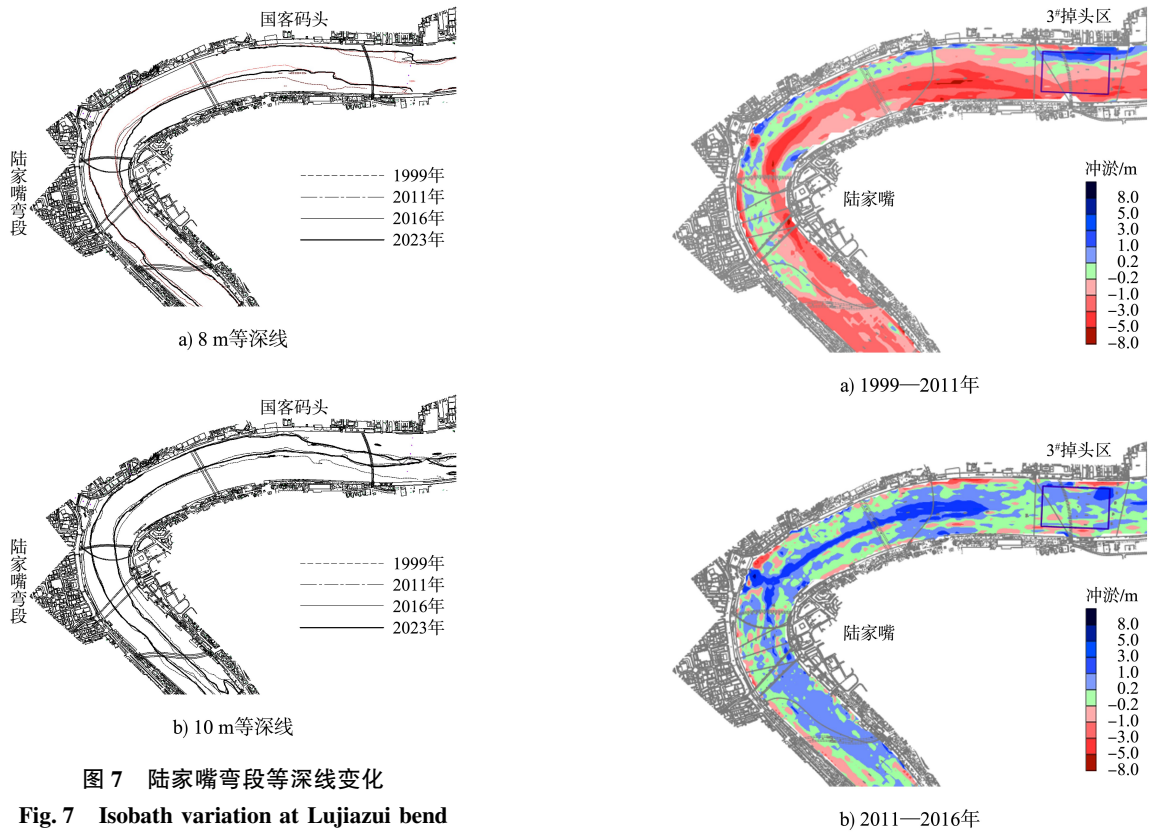 国客码头
陆家嘴弯段
1999年
2011年
2016年
2023年
a) 8 m等深线
国客码头
陆家嘴弯段
1999年
2011年
2016年
2023年
b) 10 m等深线
图 7 陆家嘴弯段等深线变化
Fig. 7 Isobath variation at Lujiazui bend
3#掉头区
陆家嘴
冲淤/m
8.0
5.0
3.0
1.0
0.2
-0.2
-1.0
-3.0
-5.0
-8.0
a) 1999—2011年
3#掉头区
陆家嘴
冲淤/m
8.0
5.0
3.0
1.0
0.2
-0.2
-1.0
-3.0
-5.0
-8.0
b) 2011—2016年